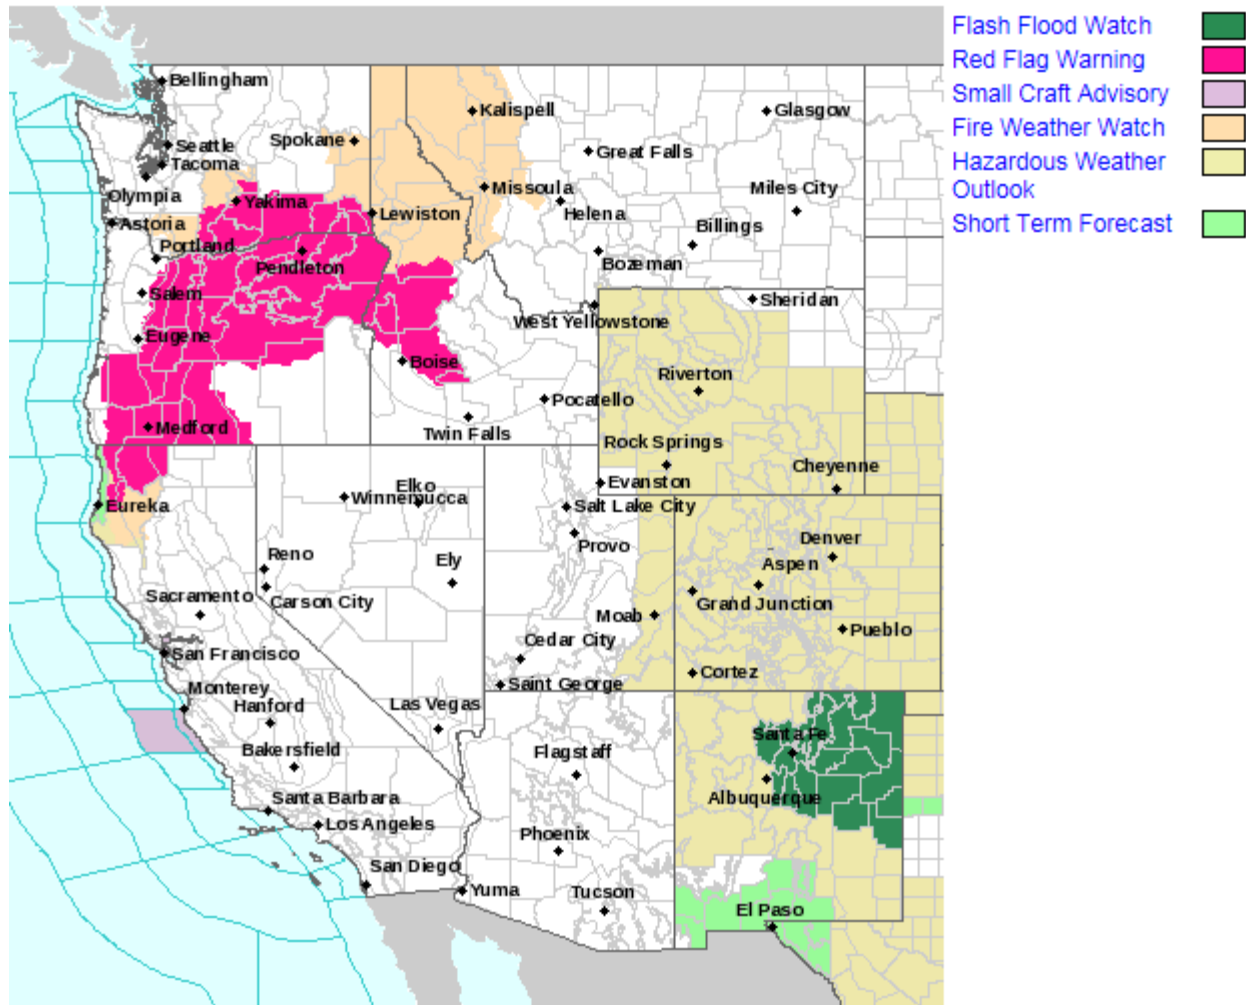 Flash Flood Watch
Red Flag Warning
Small Craft Advisory
Fire Weather Watch
Hazardous Weather
Outlook
Short Term Forecast
Bellingham
Kalispell
Glasgow
Spokane
Seattle
Great Falls
Tacoma
Olympia
Missoula
Miles City
Yakima
Lewiston
Helena
Astoria
Billings
Portland
Pendleton
Bozeman
Salem
Sheridan
West Yellowstone
Eugene
Boise
Riverton
Pocatello
Medford
Twin Falls
Rock Springs
Cheyenne
Elko
Evanston
Winnemucca
Eureka
Salt Lake City
Denver
Provo
Reno
Ely
Aspen
Sacramento
Carson City
Grand Junction
Moab
Pueblo
Cedar City
San Francisco
Cortez
Saint George
Monterey
Hanford
Las Vegas
Santa Fe
Bakersfield
Flagstaff
Albuquerque
Santa Barbara
Los Angeles
Phoenix
San Diego
Yuma
Tucson
El Paso